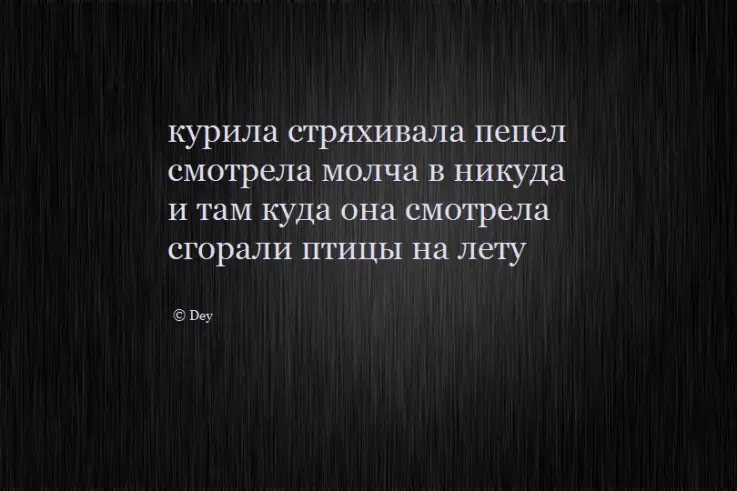 курила стряхивала пепел
смотрела молча в никуда
и там куда она смотрела
сгорали птицы на лету
© Dey